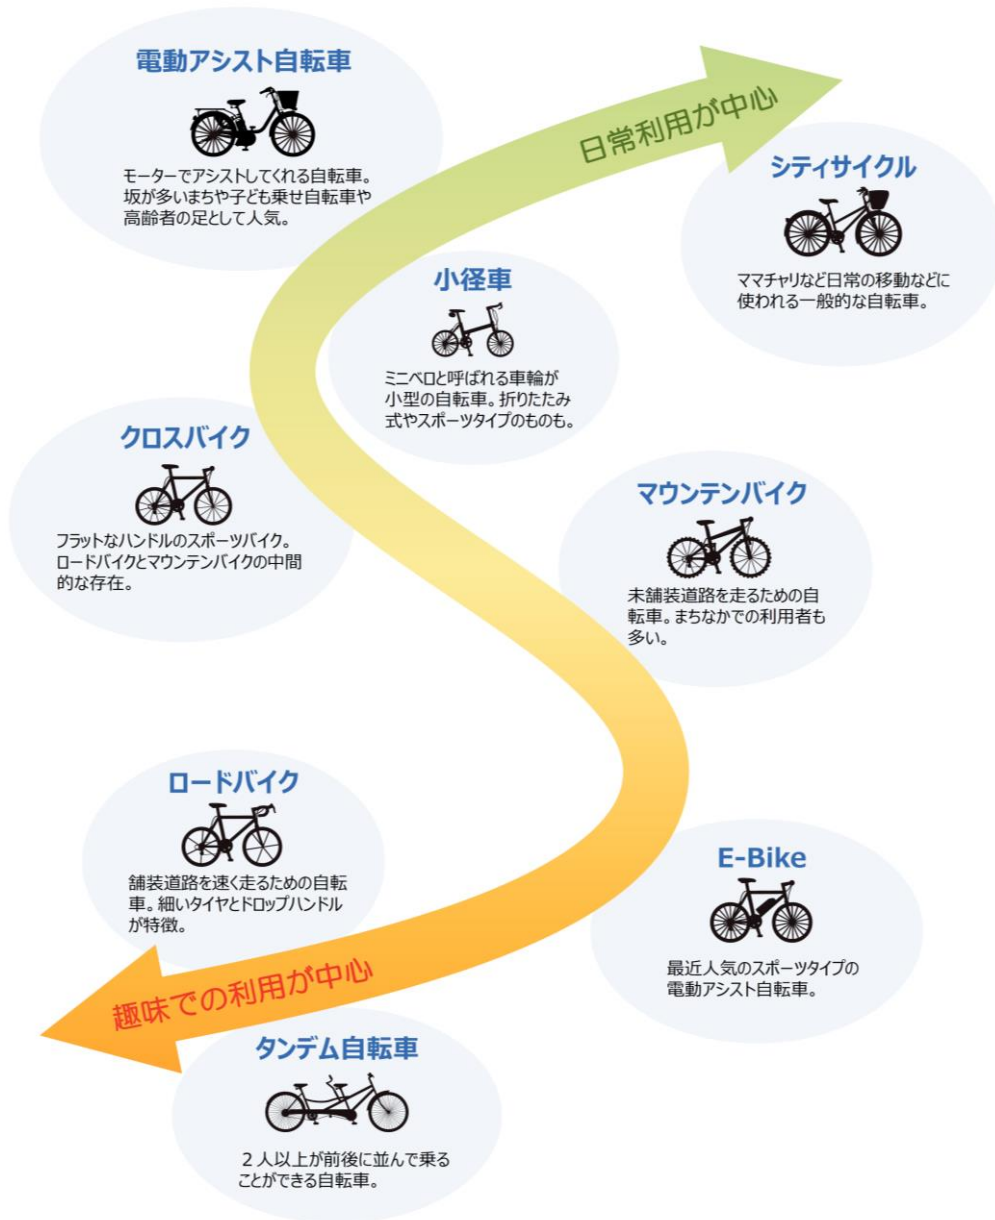 電動アシスト自転車
モーターでアシストしてくれる自転車。
坂が多いまちや子ども乗せ自転車や
高齢者の足として人気。
日常利用が中心
シティサイクル
ママチャリなど日常の移動などに
使われる一般的な自転車。
小径車
ミニベロと呼ばれる車輪が
小型の自転車。折りたたみ
式やスポーツタイプのものも。
クロスバイク
フラットなハンドルのスポーツバイク。
ロードバイクとマウンテンバイクの中間
的な存在。
マウンテンバイク
未舗装道路を走るための自
転車。まちなかでの利用者も
多い。
ロードバイク
舗装道路を速く走るための自転
車。細いタイヤとドロップハンドル
が特徴。
E-Bike
最近人気のスポーツタイプの
電動アシスト自転車。
趣味での利用が中心
タンデム自転車
２人以上が前後に並んで乗る
ことができる自転車。